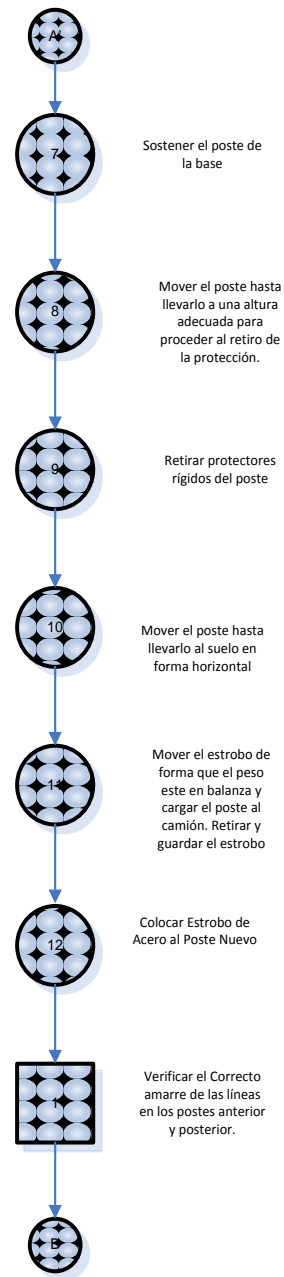 A
7
Sostener el poste de
la base
8
Mover el poste hasta
llevarlo a una altura
adecuada para
proceder al retiro de
la protección.
9
Retirar protectores
rígidos del poste
10
Mover el poste hasta
llevarlo al suelo en
forma horizontal
11
Mover el estrobo de
forma que el peso
este en balanza y
cargar el poste al
camión. Retirar y
guardar el estrobo
12
Colocar Estrobo de
Acero al Poste Nuevo
1
Verificar el Correcto
amarre de las líneas
en los postes anterior
y posterior.
B